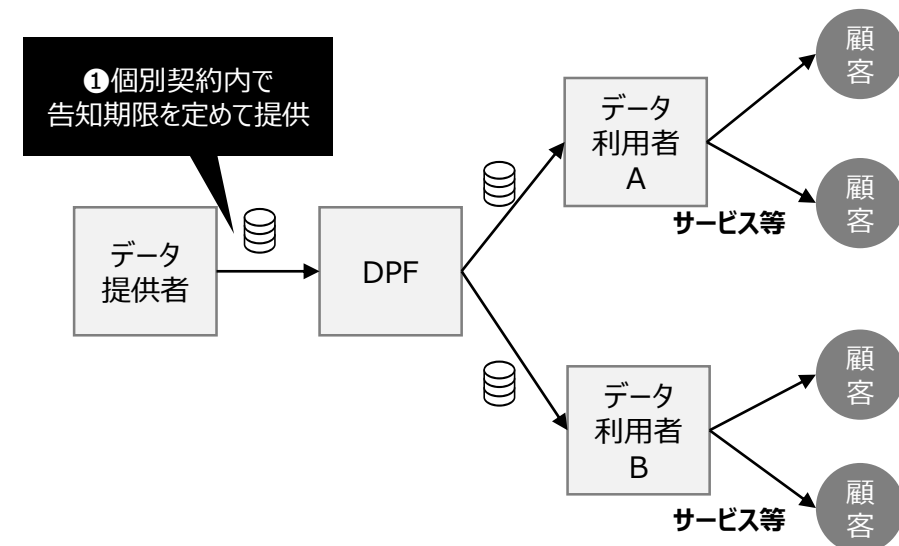 ❶個別契約内で
告知期限を定めて提供
データ
提供者
DPF
データ
利用者
A
サービス等
顧
客
顧
客
データ
利用者
B
サービス等
顧
客
顧
客